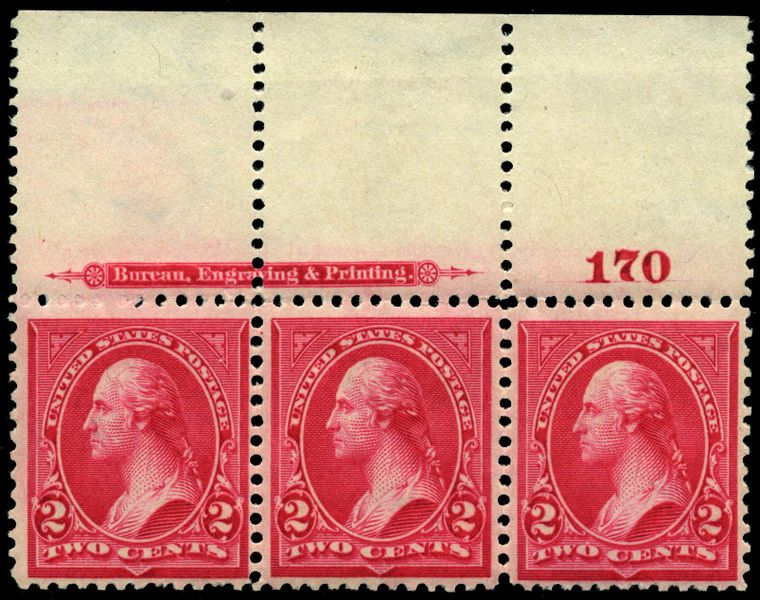 Bureau, Engraving & Printing.
170
UNITED STATES POSTAGE
2 2
TWO CENTS
UNITED STATES POSTAGE
2 2
TWO CENTS
UNITED STATES POSTAGE
2 2
TWO CENTS